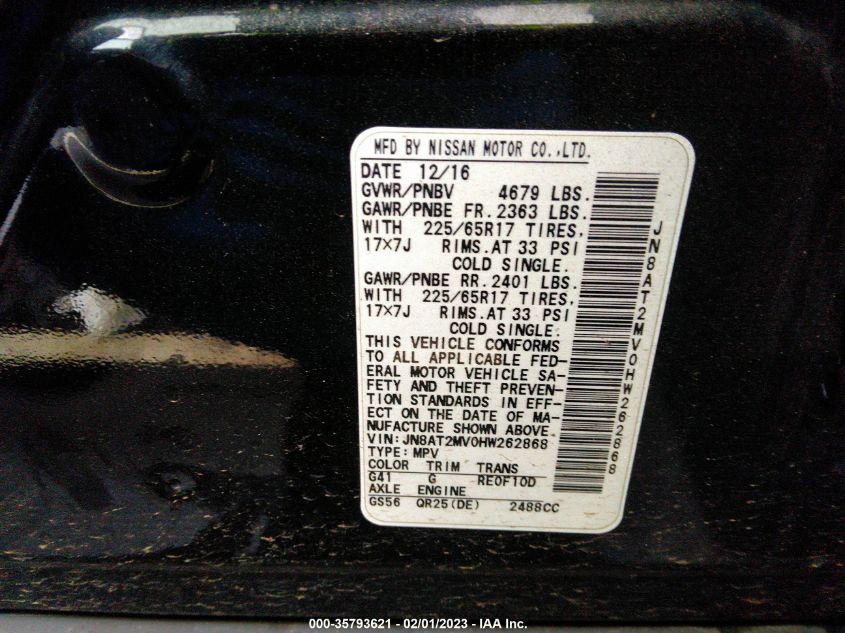 MFD BY NISSAN MOTOR CO.,LTD.
DATE 12/16
GVWR/PNBV 4679 LBS.
GAWR/PNBE FR.2363 LBS.
WITH 225/65R17 TIRES,
17×7J RIMS.AT 33 PSI
COLD SINGLE.
GAWR/PNBE RR.2401 LBS.
WITH 225/65R17 TIRES,
17×7J RIMS.AT 33 PSI
COLD SINGLE.
THIS VEHICLE CONFORMS
TO ALL APPLICABLE FED-
ERAL MOTOR VEHICLE SA-
FETY AND THEFT PREVEN-
TION STANDARDS IN EFF-
ECT ON THE DATE OF MA-
NUFACTURE SHOWN ABOVE.
VIN:JN8AT2MV0HW262868
TYPE:MPV
COLOR TRIM TRANS
G41 G RE0F10D
AXLE ENGINE
GS56 QR25(DE) 2488CC
JN8AT2MV0HW262868
000-35793621 - 02/01/2023 - IAA Inc.